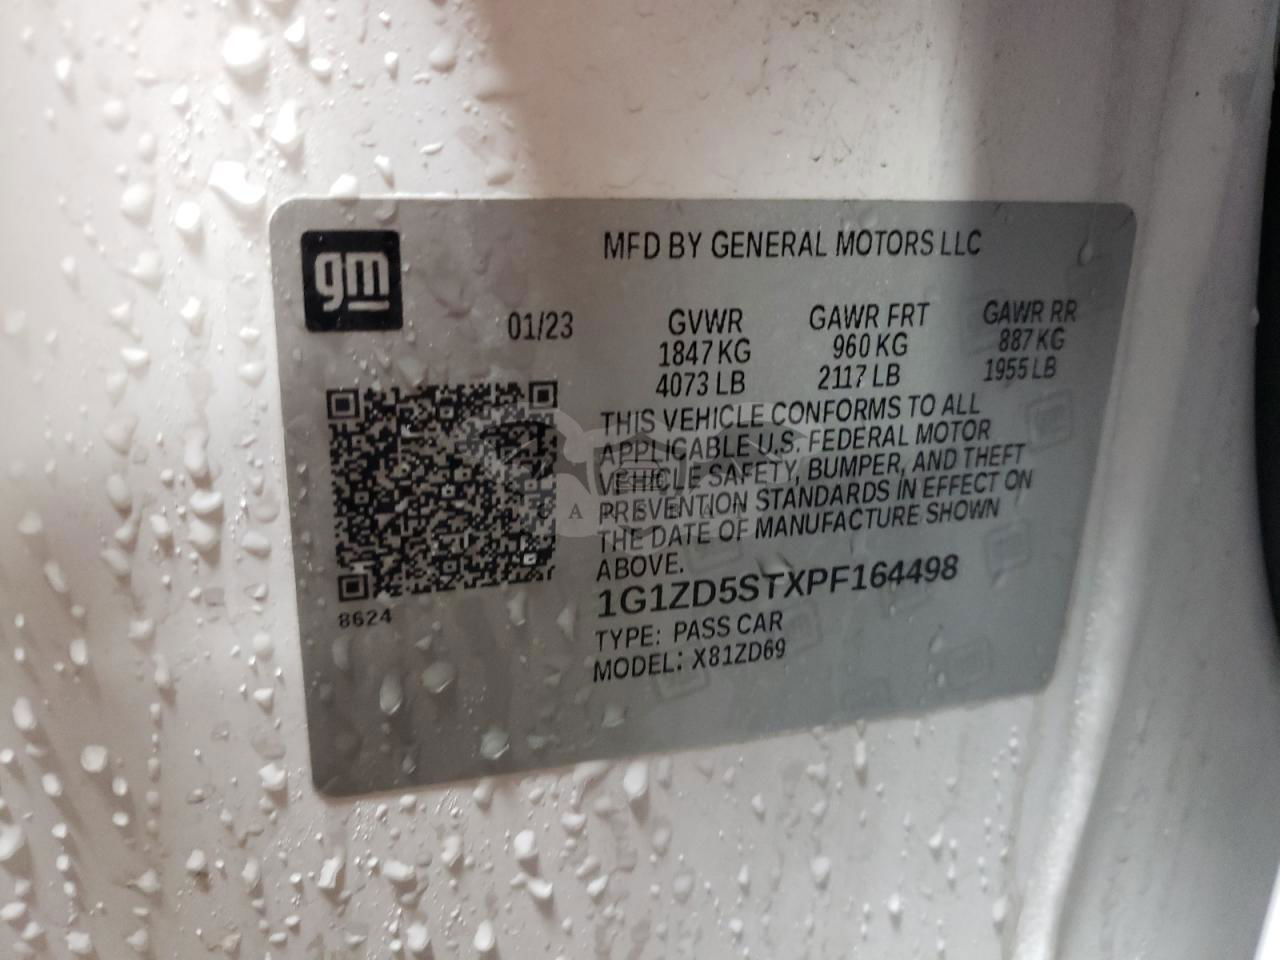 gm
MFD BY GENERAL MOTORS LLC
01/23 GVWR GAWR FRT GAWR RR
1847 KG 960 KG 887 KG
4073 LB 2117 LB 1955 LB
THIS VEHICLE CONFORMS TO ALL
APPLICABLE U.S. FEDERAL MOTOR
VEHICLE SAFETY, BUMPER, AND THEFT
PREVENTION STANDARDS IN EFFECT ON
THE DATE OF MANUFACTURE SHOWN
ABOVE.
1G1ZD5STXPF164498
8624
TYPE: PASS CAR
MODEL: X81ZD69